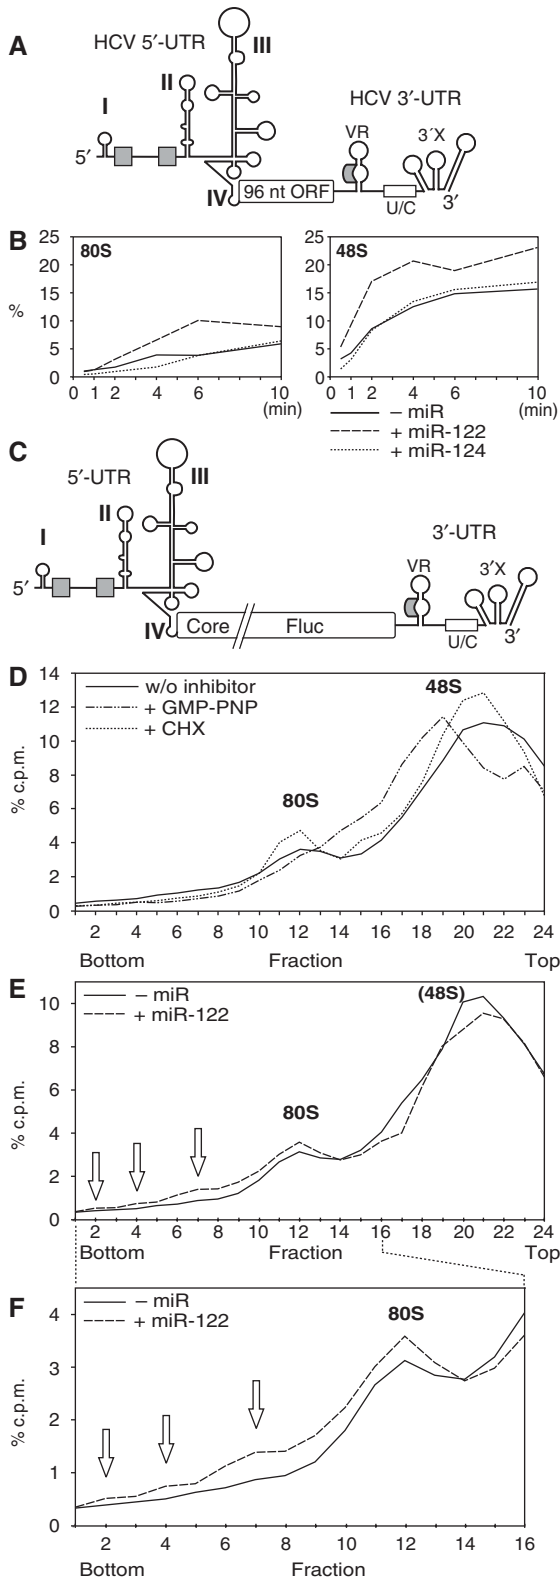 A
HCV 5′-UTR
III
II
I
HCV 3′-UTR
VR
3′X
5′
IV
96 nt ORF
U/C
3′
B
80S
48S
25
20
15
10
5
0
%
25
20
15
10
5
0
0 1 2 4 6 10
(min)
0 1 2 4 6 10
(min)
– miR
+ miR-122
+ miR-124
C
5′-UTR
III
II
I
3′-UTR
VR
3′X
5′
IV
Core
Fluc
U/C
3′
D
14
12
10
8
6
4
2
0
% c.p.m.
w/o inhibitor
+ GMP-PNP
+ CHX
48S
80S
2 4 6 8 10 12 14 16 18 20 22 24
Bottom Fraction Top
E
10
8
6
4
2
0
% c.p.m.
– miR
+ miR-122
(48S)
80S
2 4 6 8 10 12 14 16 18 20 22 24
Bottom Fraction Top
F
4
3
2
1
0
% c.p.m.
– miR
+ miR-122
80S
2 4 6 8 10 12 14 16
Bottom Fraction